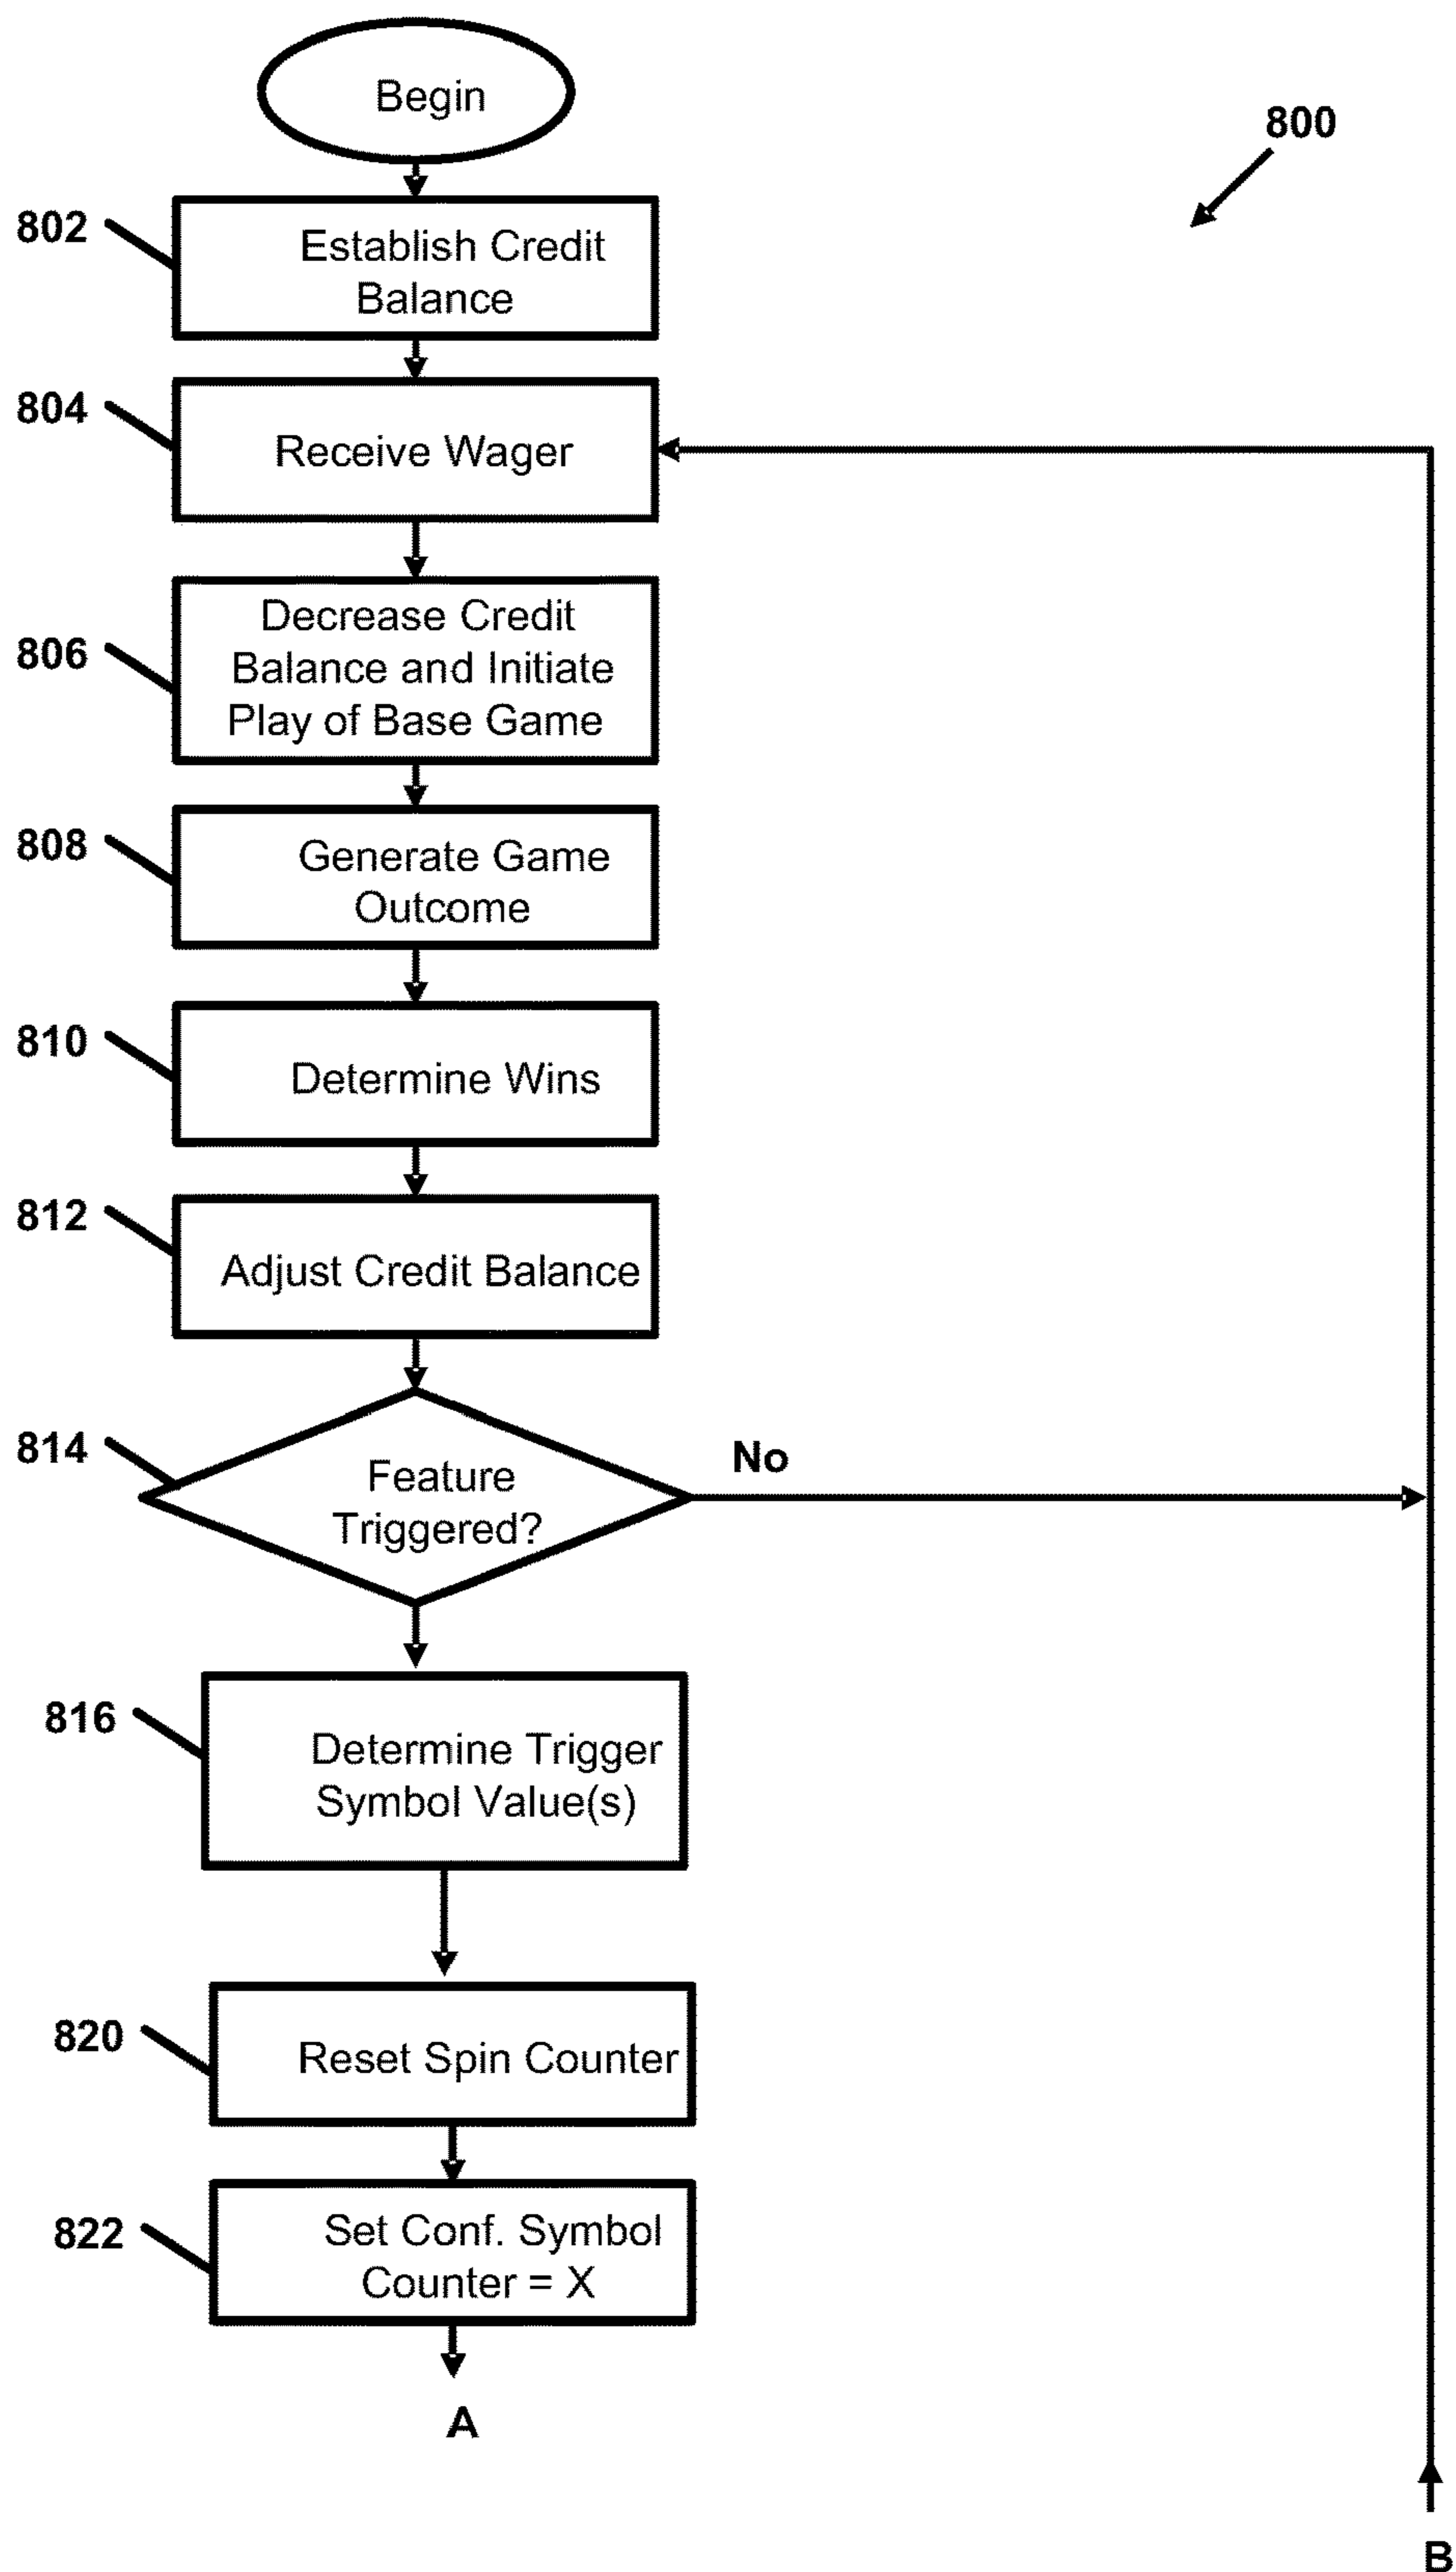 Begin
800
802
Establish Credit
Balance
804
Receive Wager
806
Decrease Credit
Balance and Initiate
Play of Base Game
808
Generate Game
Outcome
810
Determine Wins
812
Adjust Credit Balance
814
Feature
Triggered?
No
816
Determine Trigger
Symbol Value(s)
820
Reset Spin Counter
822
Set Conf. Symbol
Counter = X
A
B